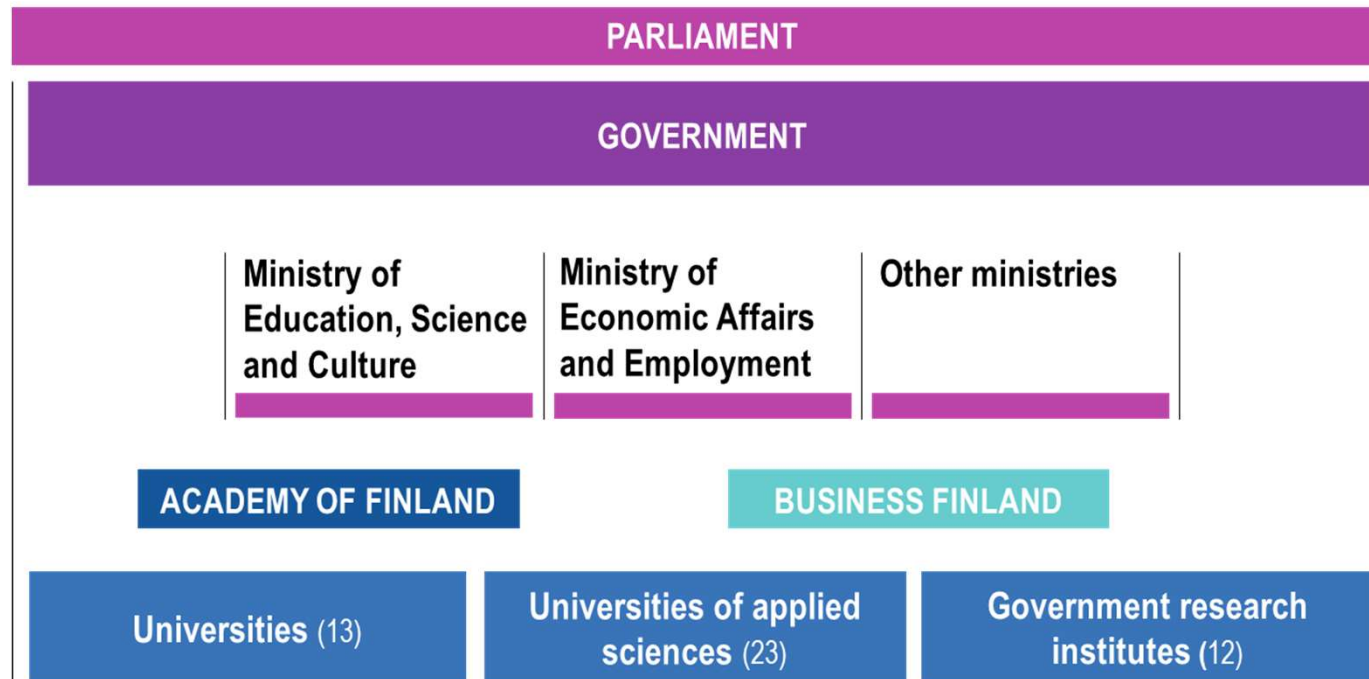 PARLIAMENT
GOVERNMENT
Ministry of
Education, Science
and Culture
Ministry of
Economic Affairs
and Employment
Other ministries
ACADEMY OF FINLAND
BUSINESS FINLAND
Universities (13)
Universities of applied
sciences (23)
Government research
institutes (12)